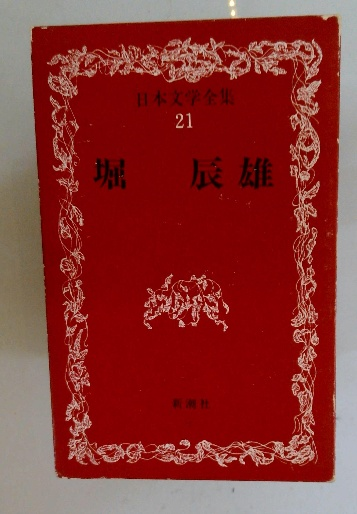 日本文学全集
21
堀 辰雄
新潮社